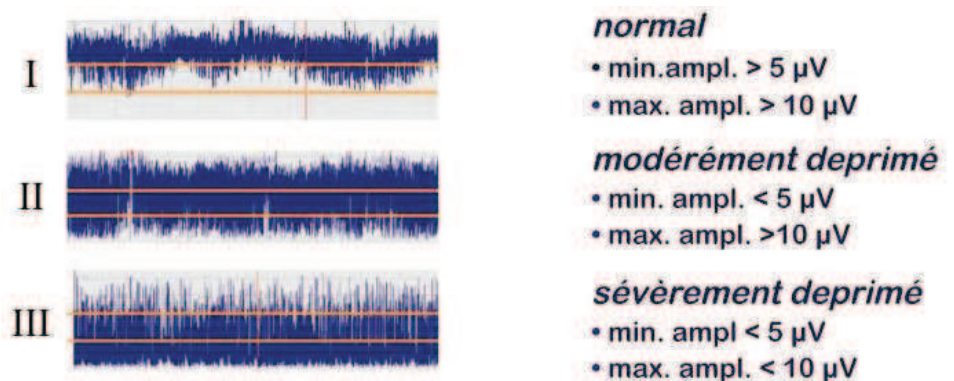 I
normal
• min.ampl. > 5 µV
• max. ampl. > 10 µV
II
modérément deprimé
• min. ampl. < 5 µV
• max. ampl. >10 µV
III
sévèrement deprimé
• min. ampl < 5 µV
• max. ampl. < 10 µV